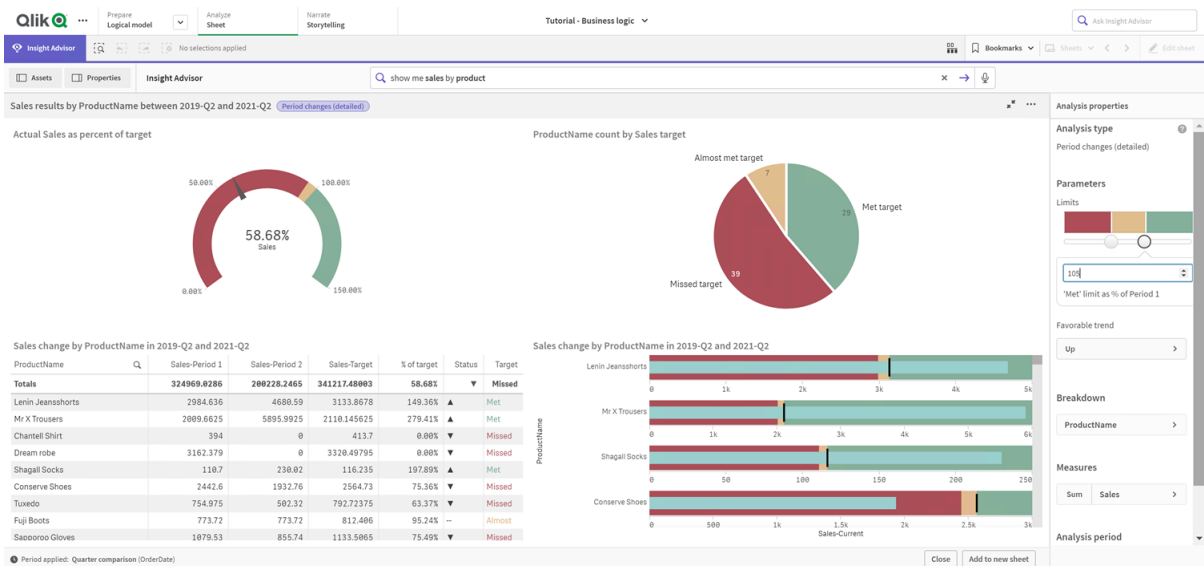 Qlik
Prepare
Logical model
Analyze
Sheet
Narrate
Storytelling
Tutorial - Business logic
Ask Insight Advisor
Insight Advisor
No selections applied
Bookmarks
Sheets
Edit sheet
Assets
Properties
Insight Advisor
show me sales by product
Sales results by ProductName between 2019-Q2 and 2021-Q2 Period changes (detailed)
Actual Sales as percent of target
50.00%
100.00%
58.68%
Sales
0.00%
150.00%
ProductName count by Sales target
Almost met target
7
29
Met target
39
Missed target
Sales change by ProductName in 2019-Q2 and 2021-Q2
ProductName Sales-Period 1 Sales-Period 2 Sales-Target % of target Status Target
Totals 324969.0286 200228.2465 341217.48003 58.68% ▼ Missed
Lenin Jeansshorts 2984.636 4680.59 3133.8678 149.36% ▲ Met
Mr X Trousers 2009.6625 5895.9925 2110.145625 279.41% ▲ Met
Chantell Shirt 394 0 413.7 0.00% ▼ Missed
Dream robe 3162.379 0 3320.49795 0.00% ▼ Missed
Shagall Socks 110.7 230.02 116.235 197.89% ▲ Met
Conserve Shoes 2442.6 1932.76 2564.73 75.36% ▼ Missed
Tuxedo 754.975 502.32 792.72375 63.37% ▼ Missed
Fuji Boots 773.72 773.72 812.406 95.24% -- Almost
Sapporoo Gloves 1079.53 855.74 1133.5065 75.49% ▼ Missed
Sales change by ProductName in 2019-Q2 and 2021-Q2
ProductName
Lenin Jeansshorts
0 1k 2k 3k 4k 5k
Mr X Trousers
0 1k 2k 3k 4k 5k 6k
Shagall Socks
0 50 100 150 200 250
Conserve Shoes
0 500 1k 1.5k 2k 2.5k 3k
Sales-Current
Analysis properties
Analysis type
Period changes (detailed)
Parameters
Limits
105
'Met' limit as % of Period 1
Favorable trend
Up
Breakdown
ProductName
Measures
Sum Sales
Analysis period
Period applied: Quarter comparison (OrderDate)
Close
Add to new sheet